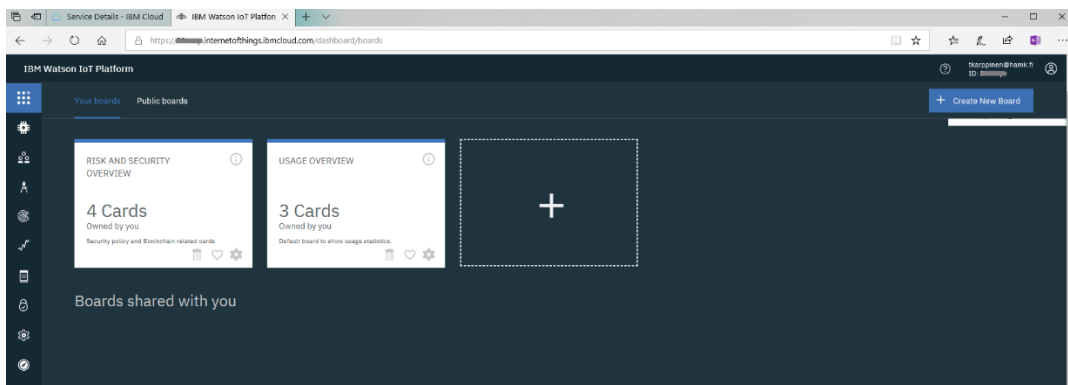 Service Details - IBM Cloud
IBM Watson IoT Platfon
https://
.internetofthings.ibmcloud.com/dashboard/boards
IBM Watson IoT Platform
tkarppinen@hamk.fi
ID:
Your boards Public boards
+ Create New Board
RISK AND SECURITY
OVERVIEW
4 Cards
Owned by you
Security policy and Blockchain related cards
USAGE OVERVIEW
3 Cards
Owned by you
Default board to show usage statistics.
Boards shared with you